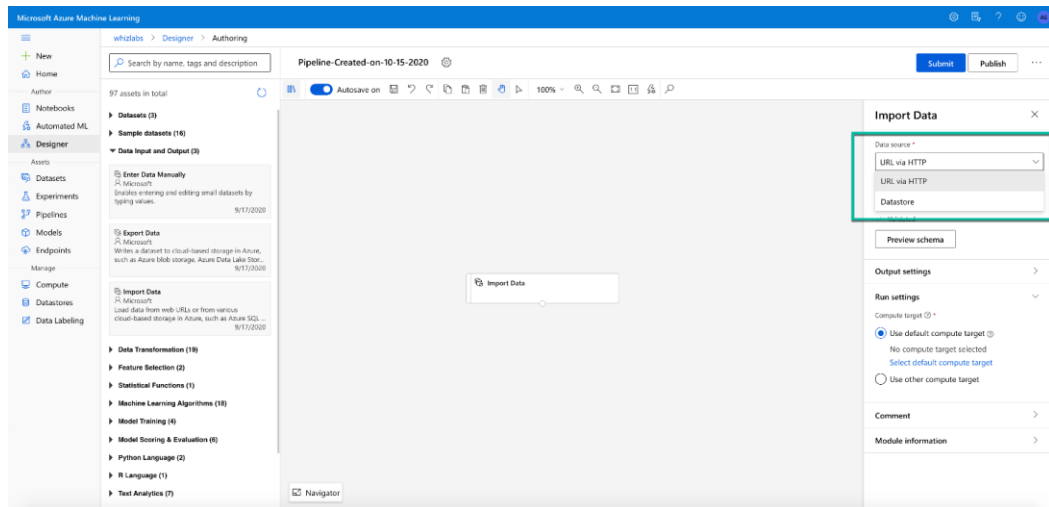 Microsoft Azure Machine Learning
whizlabs > Designer > Authoring
New
Home
Author
Notebooks
Automated ML
Designer
Assets
Datasets
Experiments
Pipelines
Models
Endpoints
Manage
Compute
Datastores
Data Labeling
Search by name, tags and description
97 assets in total
Datasets (3)
Sample datasets (16)
Data Input and Output (3)
Enter Data Manually
Microsoft
Enables entering and editing small datasets by
typing values.
9/17/2020
Export Data
Microsoft
Writes a dataset to cloud-based storage in Azure,
such as Azure blob storage, Azure Data Lake Stor...
9/17/2020
Import Data
Microsoft
Load data from web URLs or from various
cloud-based storage in Azure, such as Azure SQL ...
9/17/2020
Data Transformation (19)
Feature Selection (2)
Statistical Functions (1)
Machine Learning Algorithms (18)
Model Training (4)
Model Scoring & Evaluation (6)
Python Language (2)
R Language (1)
Text Analytics (7)
Pipeline-Created-on-10-15-2020
Submit
Publish
Autosave on
100%
Import Data
Navigator
Import Data
Data source *
URL via HTTP
URL via HTTP
Datastore
Validated
Preview schema
Output settings
Run settings
Compute target *
Use default compute target
No compute target selected
Select default compute target
Use other compute target
Comment
Module information